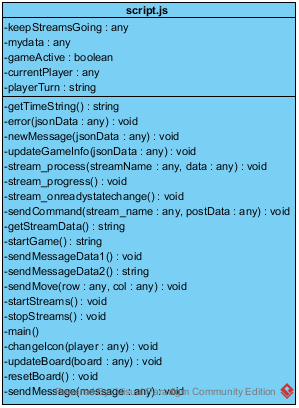 script.js
-keepStreamsGoing : any
-mydata : any
-gameActive : boolean
-currentPlayer : any
-playerTurn : string
-getTimeString() : string
-error(jsonData : any) : void
-newMessage(jsonData : any) : void
-updateGameInfo(jsonData : any) : void
-stream_process(streamName : any, data : any) : void
-stream_progress() : void
-stream_onreadystatechange() : void
-sendCommand(stream_name : any, postData : any) : void
-getStreamData() : string
-startGame() : string
-sendMessageData1() : void
-sendMessageData2() : string
-sendMove(row : any, col : any) : void
-startStreams() : void
-stopStreams() : void
-main()
-changeIcon(player : any) : void
-updateBoard(board : any) : void
-resetBoard() : void
-sendMessage(message : any) : void
Paradigm Community Edition